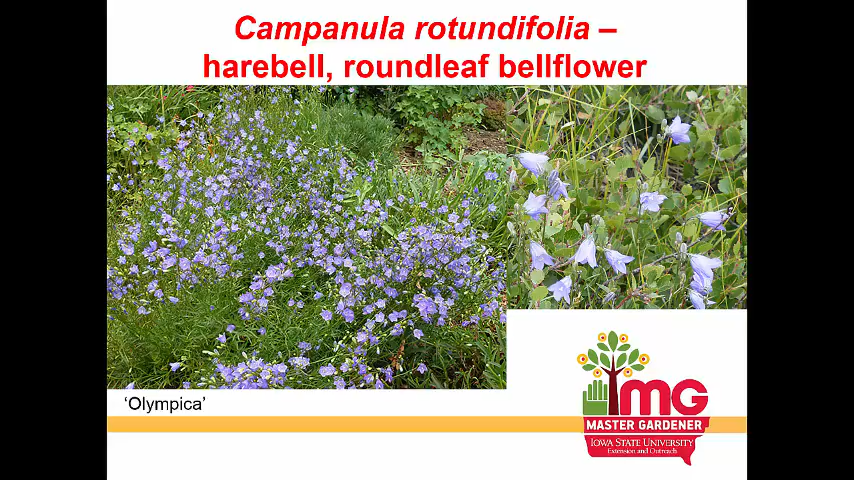 Campanula rotundifolia –
harebell, roundleaf bellflower
'Olympica'
MG
MASTER GARDENER
IOWA STATE UNIVERSITY
Extension and Outreach